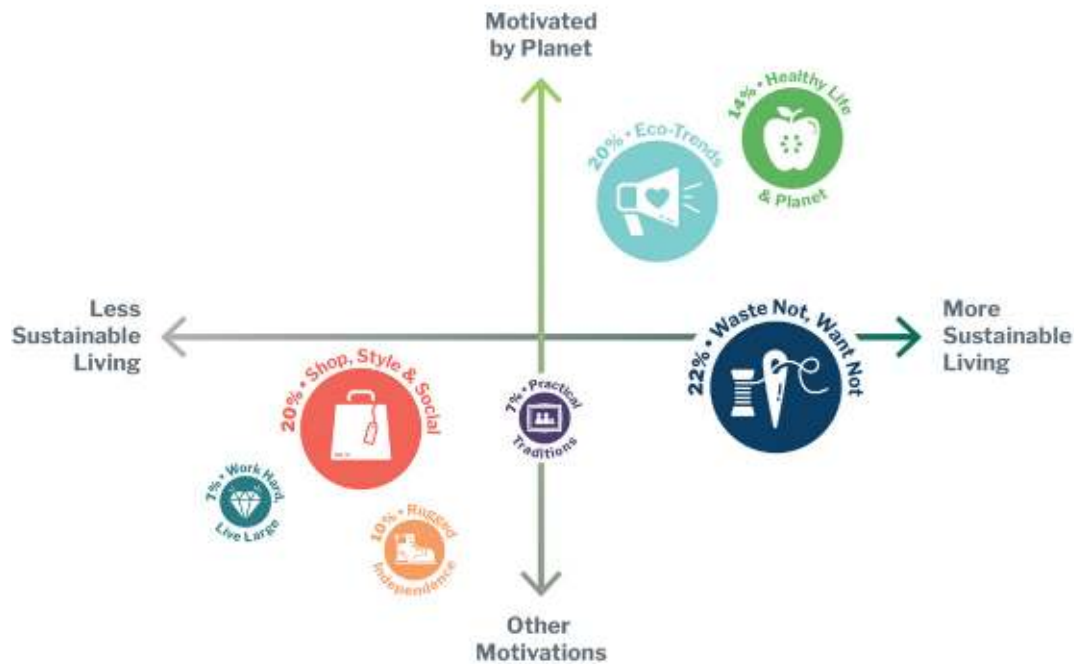 Motivated
by Planet
14% • Healthy Life
& Planet
20% • Eco-Trends
Less
Sustainable
Living
More
Sustainable
Living
22% • Waste Not, Want Not
20% • Shop, Style & Social
7% • Practical
Traditions
7% • Work Hard,
Live Large
10% • Rugged
Independence
Other
Motivations